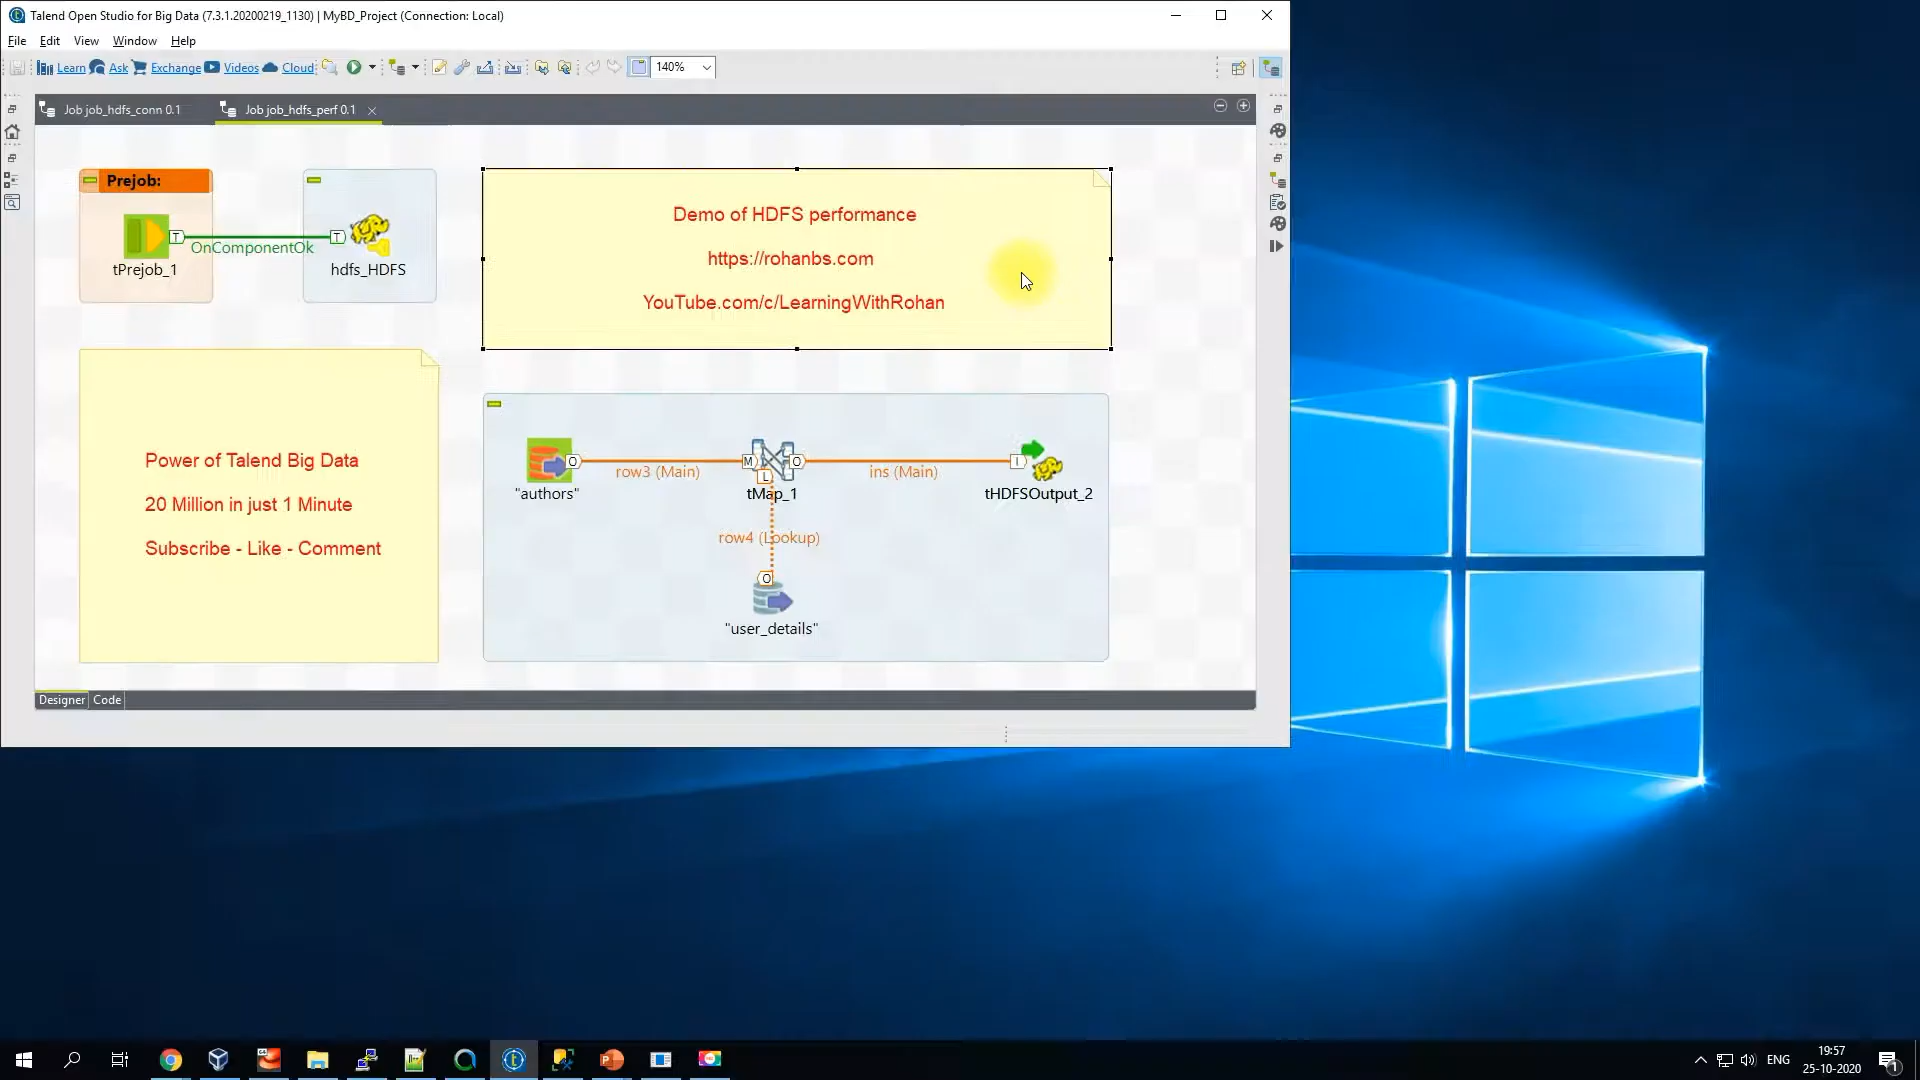 Talend Open Studio for Big Data (7.3.1.20200219_1130) | MyBD_Project (Connection: Local)
File Edit View Window Help
Learn Ask Exchange Videos Cloud 140%
Job job_hdfs_conn 0.1 Job job_hdfs_perf 0.1
Prejob:
OnComponentOk
tPrejob_1 hdfs_HDFS
Demo of HDFS performance
https://rohanbs.com
YouTube.com/c/LearningWithRohan
Power of Talend Big Data
20 Million in just 1 Minute
Subscribe - Like - Comment
row3 (Main) ins (Main)
"authors" tMap_1 tHDFSOutput_2
row4 (Lookup)
"user_details"
Designer Code
ENG
19:57
25-10-2020